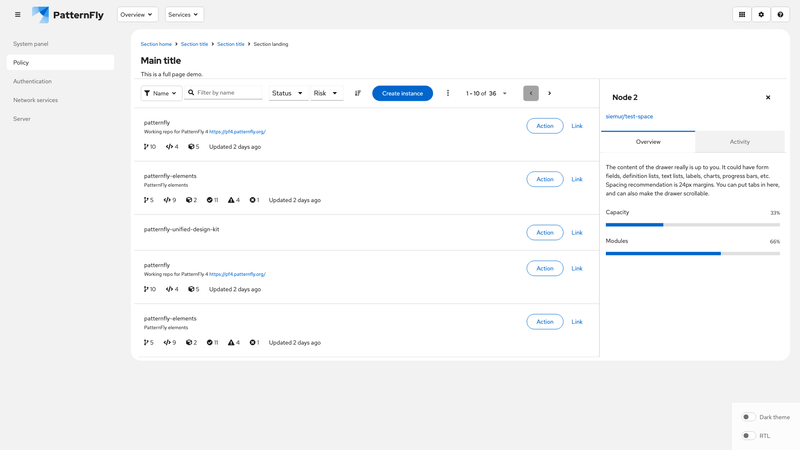 PatternFly
Overview
Services
System panel
Policy
Authentication
Network services
Server
Section home > Section title > Section title > Section landing
Main title
This is a full page demo.
Name
Filter by name
Status
Risk
Create instance
1 - 10 of 36
patternfly
Working repo for PatternFly 4 https://pf4.patternfly.org/
10 4 5 Updated 2 days ago
Action Link
patternfly-elements
PatternFly elements
5 9 2 11 4 1 Updated 2 days ago
Action Link
patternfly-unified-design-kit
Action Link
patternfly
Working repo for PatternFly 4 https://pf4.patternfly.org/
10 4 5 Updated 2 days ago
Action Link
patternfly-elements
PatternFly elements
5 9 2 11 4 1 Updated 2 days ago
Action Link
Node 2
siemur/test-space
Overview
Activity
The content of the drawer really is up to you. It could have form
fields, definition lists, text lists, labels, charts, progress bars, etc.
Spacing recommendation is 24px margins. You can put tabs in here,
and can also make the drawer scrollable.
Capacity 33%
Modules 66%
Dark theme
RTL